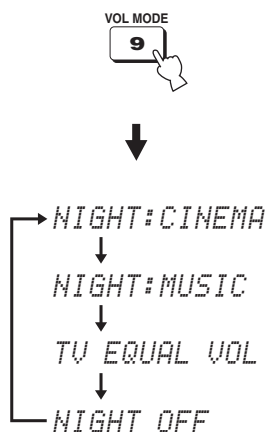 VOL MODE
9
NIGHT:CINEMA
NIGHT:MUSIC
TV EQUAL VOL
NIGHT OFF